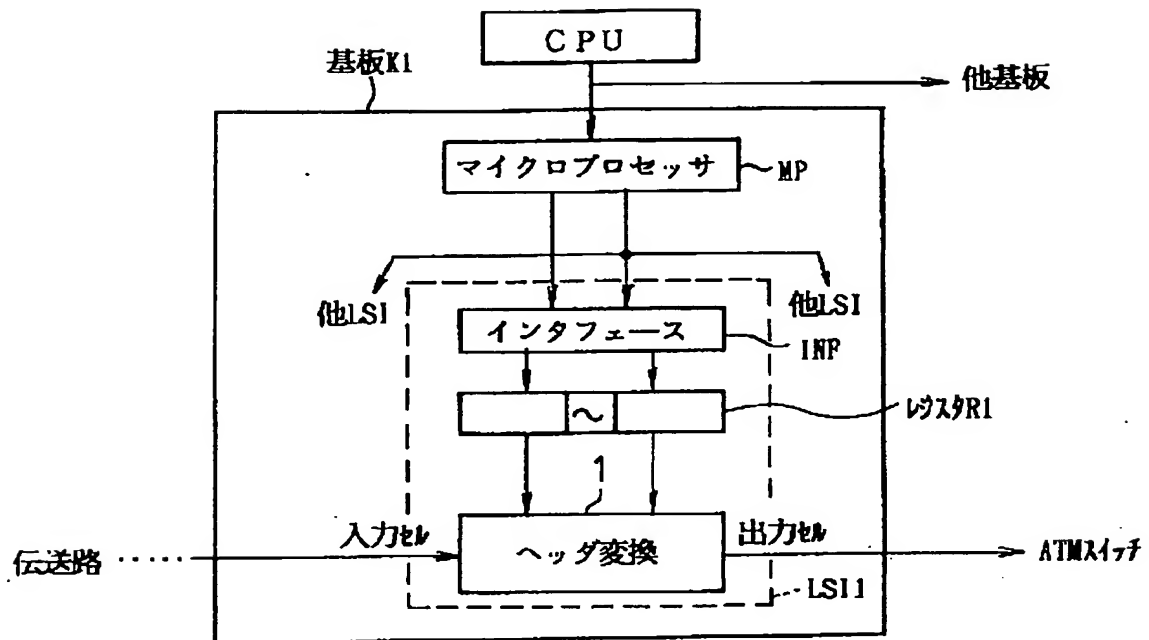 CPU
基板K1
他基板
マイクロプロセッサ
MP
他LSI
他LSI
インタフェース
INF
〜
レジスタR1
1
入力セル
ヘッダ変換
出力セル
伝送路 ‥‥‥
ATMスイッチ
LSI1